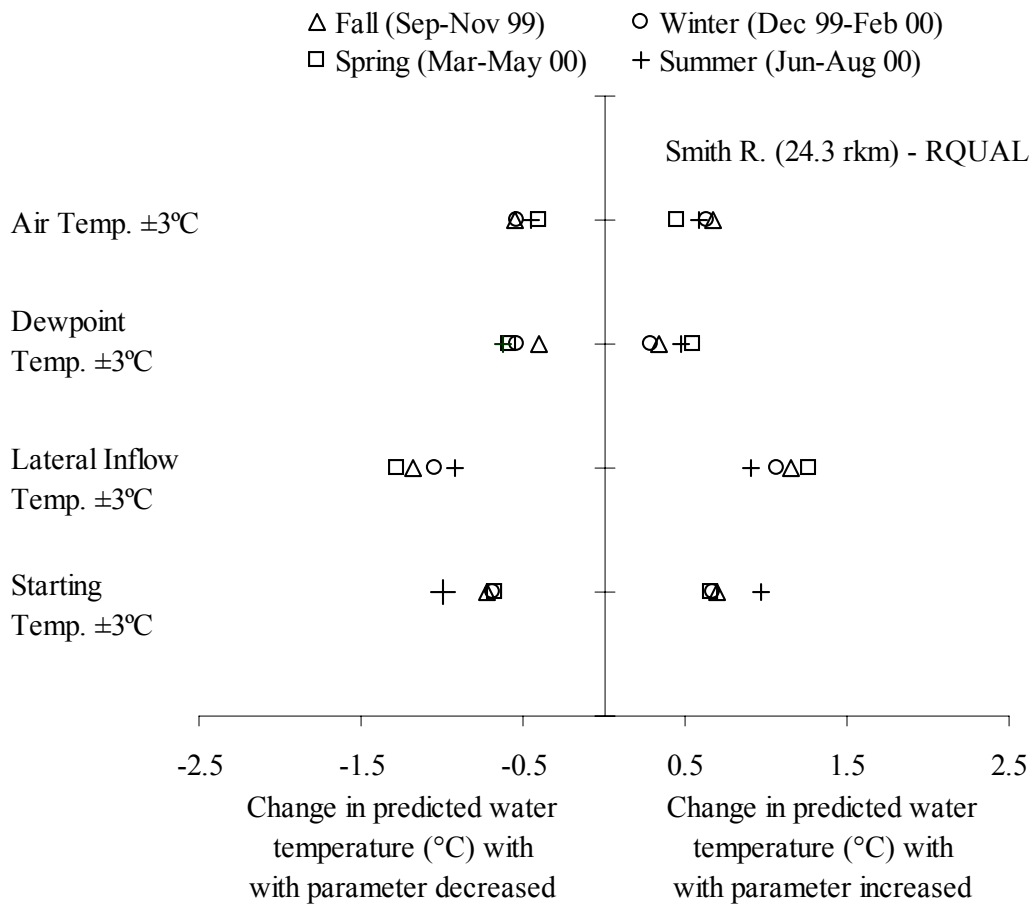 Fall (Sep-Nov 99)
Winter (Dec 99-Feb 00)
Spring (Mar-May 00)
Summer (Jun-Aug 00)
Smith R. (24.3 rkm) - RQUAL
Air Temp. ±3ºC
Dewpoint
Temp. ±3ºC
Lateral Inflow
Temp. ±3ºC
Starting
Temp. ±3ºC
-2.5 -1.5 -0.5 0.5 1.5 2.5
Change in predicted water
temperature (°C) with
with parameter decreased
Change in predicted water
temperature (°C) with
with parameter increased